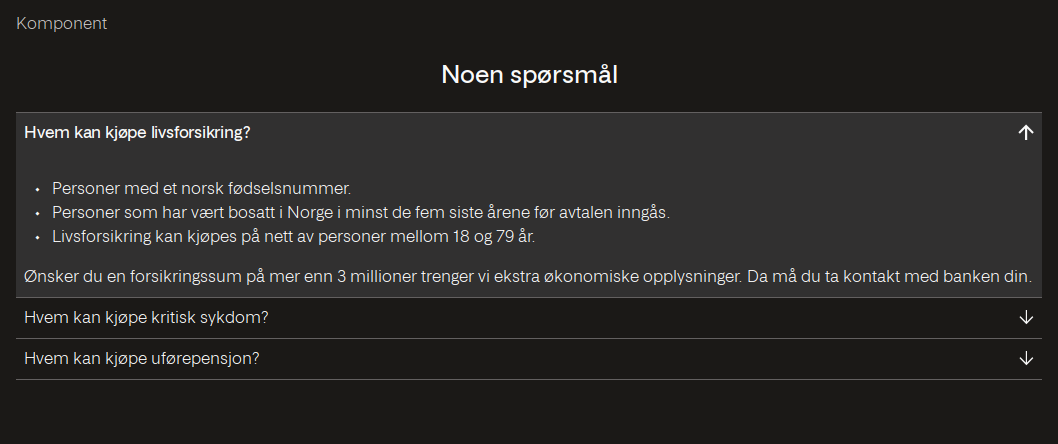 Komponent
Noen spørsmål
Hvem kan kjøpe livsforsikring?
• Personer med et norsk fødselsnummer.
• Personer som har vært bosatt i Norge i minst de fem siste årene før avtalen inngås.
• Livsforsikring kan kjøpes på nett av personer mellom 18 og 79 år.
Ønsker du en forsikringssum på mer enn 3 millioner trenger vi ekstra økonomiske opplysninger. Da må du ta kontakt med banken din.
Hvem kan kjøpe kritisk sykdom?
Hvem kan kjøpe uførepensjon?